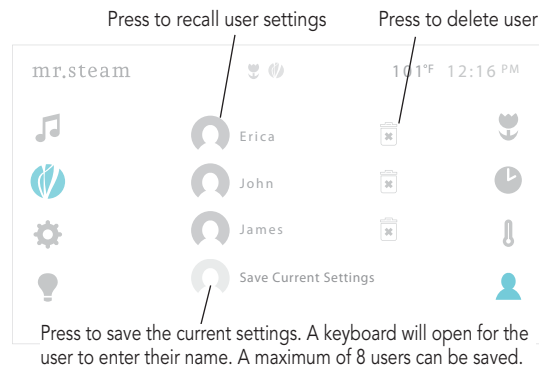 Press to recall user settings
Press to delete user
mr.steam
101°F 12:16 PM
Erica
John
James
Save Current Settings
Press to save the current settings. A keyboard will open for the
user to enter their name. A maximum of 8 users can be saved.